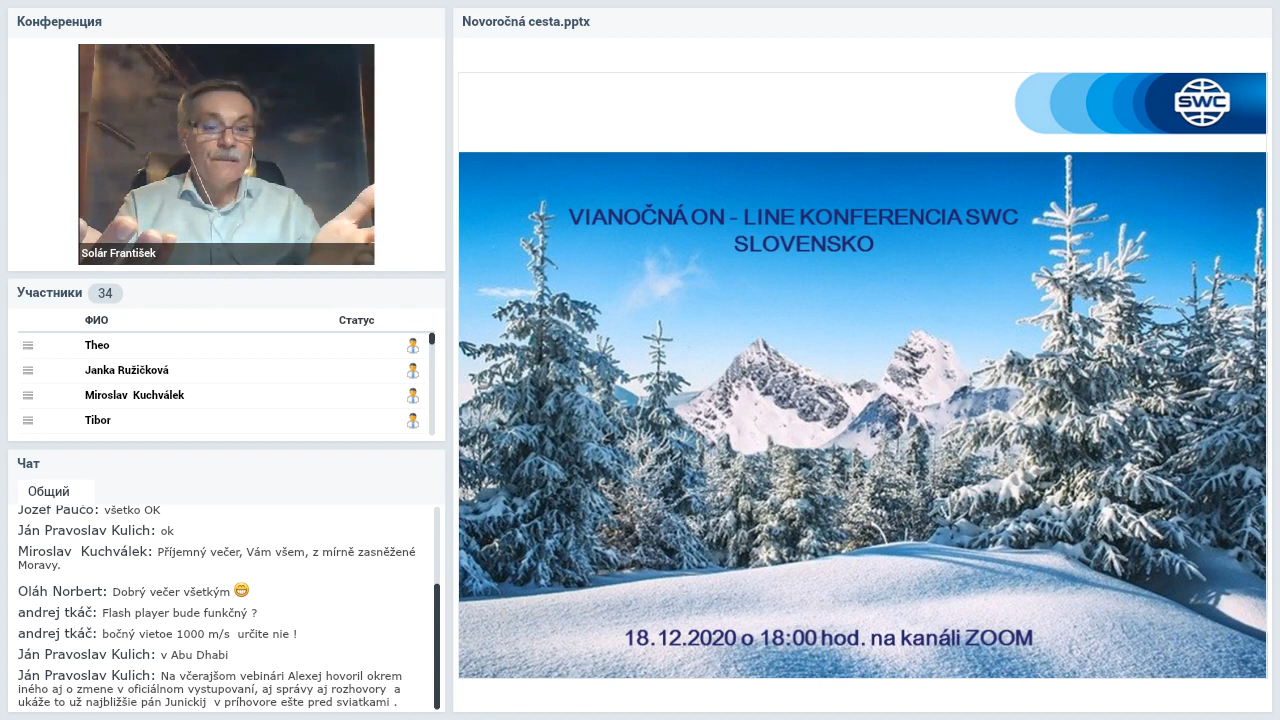 Конференция
Solár František
Участники 34
ФИО Статус
Theo
Janka Ružičková
Miroslav Kuchválek
Tibor
Чат
Общий
Jozef Paučo: všetko OK
Ján Pravoslav Kulich: ok
Miroslav Kuchválek: Příjemný večer, Vám všem, z mírně zasněžené
Moravy.
Oláh Norbert: Dobrý večer všetkým
andrej tkáč: Flash player bude funkčný ?
andrej tkáč: bočný vietoe 1000 m/s určite nie !
Ján Pravoslav Kulich: v Abu Dhabi
Ján Pravoslav Kulich: Na včerajšom vebinári Alexej hovoril okrem
iného aj o zmene v oficiálnom vystupovaní, aj správy aj rozhovory a
ukáže to už najbližšie pán Junickij v príhovore ešte pred sviatkami .
Novoročná cesta.pptx
SWC
VIANOČNÁ ON - LINE KONFERENCIA SWC
SLOVENSKO
18.12.2020 o 18:00 hod. na kanáli ZOOM